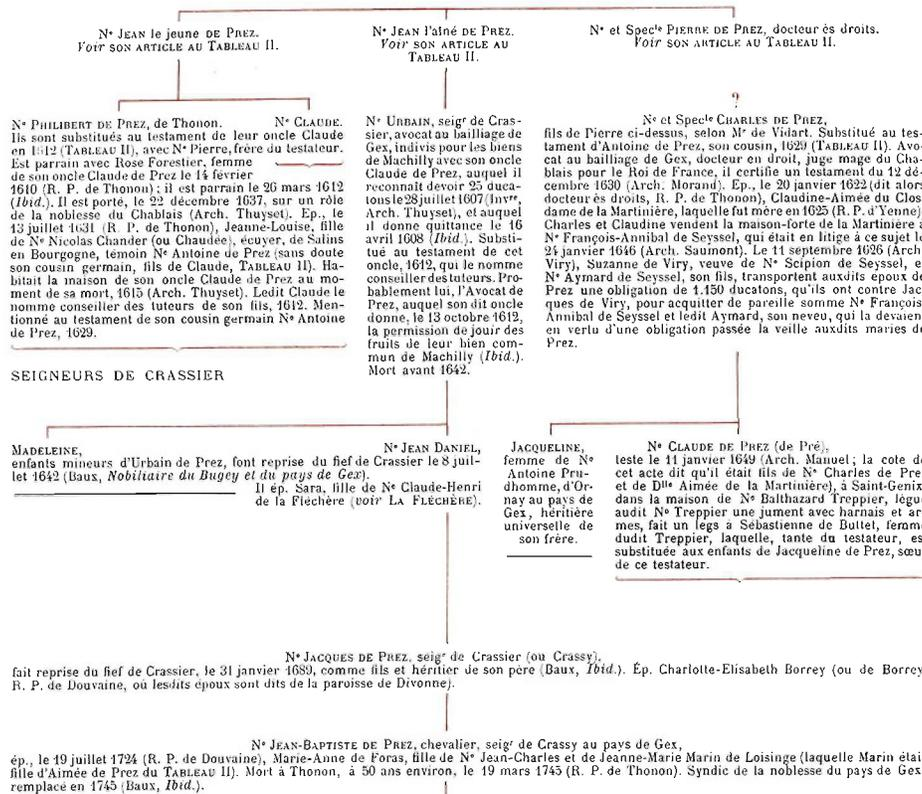 Nᵉ JEAN le jeune DE PREZ.
Voir SON ARTICLE AU TABLEAU II.
Nᵉ JEAN l'aîné DE PREZ.
Voir SON ARTICLE AU
TABLEAU II.
Nᵉ et Specˡᵉ PIERRE DE PREZ, docteur ès droits.
Voir SON ARTICLE AU TABLEAU II.
Nᵉ PHILIBERT DE PREZ, de Thonon.
Nᵉ CLAUDE.
Ils sont substitués au testament de leur oncle Claude
en 1612 (TABLEAU II), avec Nᵉ Pierre, frère du testateur.
Est parrain avec Rose Forestier, femme
de son oncle Claude de Prez le 14 février
1610 (R. P. de Thonon); il est parrain le 26 mars 1612
(Ibid.). Il est porté, le 22 décembre 1637, sur un rôle
de la noblesse du Chablais (Arch. Thuyset). Ep., le
13 juillet 1631 (R. P. de Thonon), Jeanne-Louise, fille
de Nᵉ Nicolas Chander (ou Chaudée), écuyer, de Salins
en Bourgogne, témoin Nᵉ Antoine de Prez (sans doute
son cousin germain, fils de Claude, TABLEAU II). Ha-
bitait la maison de son oncle Claude de Prez au mo-
ment de sa mort, 1615 (Arch. Thuyset). Ledit Claude le
nomme conseiller des tuteurs de son fils, 1612. Men-
tionné au testament de son cousin germain Nᵉ Antoine
de Prez, 1629.
Nᵉ URBAIN, seigʳ de Cras-
sier, avocat au bailliage de
Gex, indivis pour les biens
de Machilly avec son oncle
Claude de Prez, auquel il
reconnaît devoir 25 duca-
tons le 28 juillet 1607 (Invʳᵉ,
Arch. Thuyset), et auquel
il donne quittance le 16
avril 1608 (Ibid.). Substi-
tué au testament de cet
oncle, 1612, qui le nomme
conseiller des tuteurs. Pro-
bablement lui, l'Avocat de
Prez, auquel son dit oncle
donne, le 13 octobre 1612,
la permission de jouir des
fruits de leur bien com-
mun de Machilly (Ibid.).
Mort avant 1642.
?
Nᵉ et Specˡᵉ CHARLES DE PREZ,
fils de Pierre ci-dessus, selon Mʳ de Vidart. Substitué au tes-
tament d'Antoine de Prez, son cousin, 1629 (TABLEAU II). Avo-
cat au bailliage de Gex, docteur en droit, juge mage du Cha-
blais pour le Roi de France, il certifie un testament du 12 dé-
cembre 1630 (Arch. Morand). Ep., le 20 janvier 1622 (dit alors
docteur ès droits, R. P. de Thonon), Claudine-Aimée du Clos
dame de la Martinière, laquelle fut mère en 1625 (R. P. d'Yenne)
Charles et Claudine vendent la maison-forte de la Martinière à
Nᵉ François-Annibal de Seyssel, qui était en litige à ce sujet le
24 janvier 1646 (Arch. Saumont). Le 11 septembre 1626 (Arch
Viry), Suzanne de Viry, veuve de Nᵉ Scipion de Seyssel, e
Nᵉ Aymard de Seyssel, son fils, transportent auxdits époux de
Prez une obligation de 1.150 ducatons, qu'ils ont contre Jac
ques de Viry, pour acquitter de pareille somme Nᵉ François
Annibal de Seyssel et ledit Aymard, son neveu, qui la devaien
en vertu d'une obligation passée la veille auxdits mariés de
Prez.
SEIGNEURS DE CRASSIER
MADELEINE,
Nᵉ JEAN DANIEL,
enfants mineurs d'Urbain de Prez, font reprise du fief de Crassier le 8 juil-
let 1642 (Baux, Nobiliaire du Bugey et du pays de Gex).
Il ép. Sara, fille de Nᵉ Claude-Henri
de la Fléchère (voir LA FLÉCHÈRE).
JACQUELINE,
femme de Nᵉ
Antoine Pru-
dhomme, d'Or-
nay au pays de
Gex, héritière
universelle de
son frère.
Nᵉ CLAUDE DE PREZ (de Pré),
teste le 11 janvier 1649 (Arch. Manuel; la cote de
cet acte dit qu'il était fils de Nᵉ Charles de Pre
et de Dˡˡᵉ Aimée de la Martinière), à Saint-Genix
dans la maison de Nᵉ Balthazard Treppier, lègu
audit Nᵉ Treppier une jument avec harnais et ar
mes, fait un legs à Sébastienne de Buttet, femm
dudit Treppier, laquelle, tante du testateur, es
substituée aux enfants de Jacqueline de Prez, sœu
de ce testateur.
Nᵉ JACQUES DE PREZ, seigʳ de Crassier (ou Crassy),
fait reprise du fief de Crassier, le 31 janvier 1689, comme fils et héritier de son père (Baux, Ibid.). Ép. Charlotte-Elisabeth Borrey (ou de Borrey
R. P. de Douvaine, où lesdits époux sont dits de la paroisse de Divonne).
Nᵉ JEAN-BAPTISTE DE PREZ, chevalier, seigʳ de Crassy au pays de Gex,
ép., le 19 juillet 1724 (R. P. de Douvaine), Marie-Anne de Foras, fille de Nᵉ Jean-Charles et de Jeanne-Marie Marin de Loisinge (laquelle Marin étai
fille d'Aimée de Prez du TABLEAU II). Mort à Thonon, à 50 ans environ, le 19 mars 1745 (R. P. de Thonon). Syndic de la noblesse du pays de Gex
remplacé en 1745 (Baux, Ibid.).